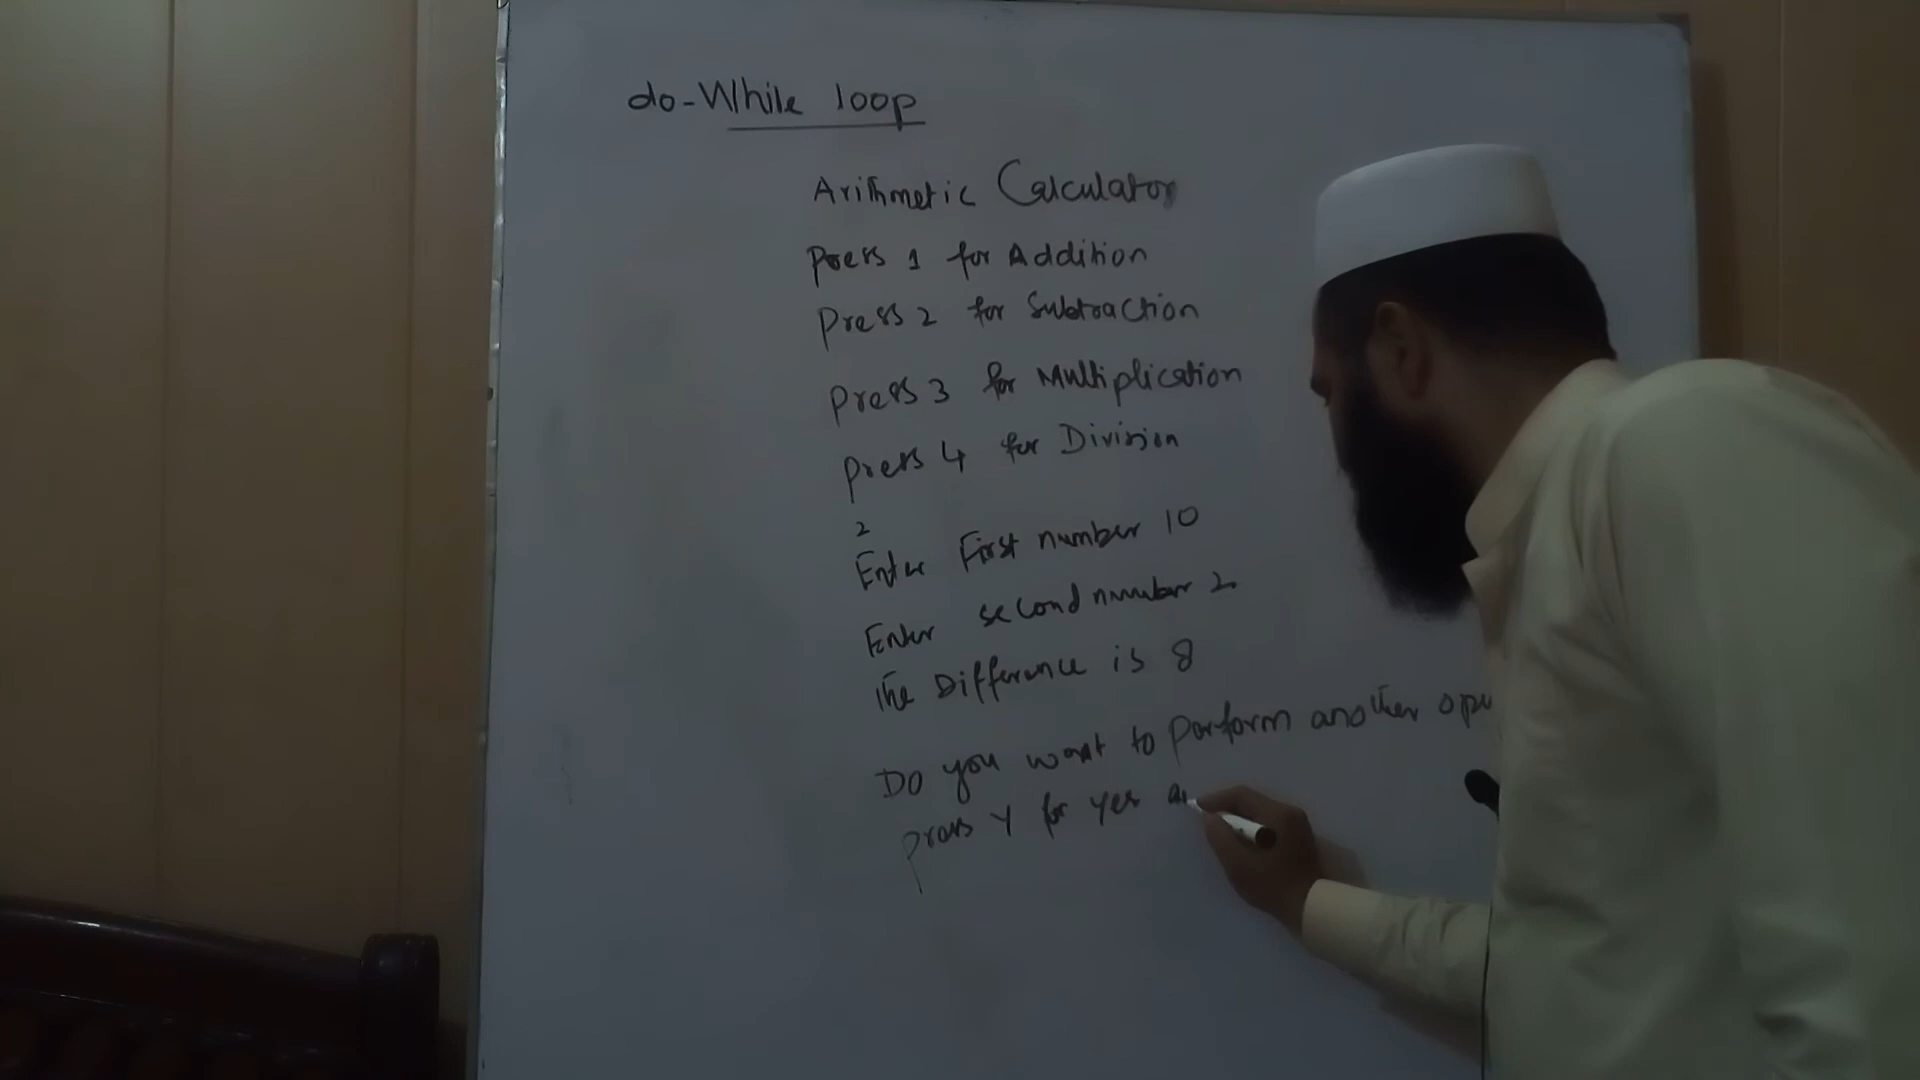 do-While loop
Arithmetic Calculator
Press 1 for Addition
Press 2 for Subtraction
Press 3 for Multiplication
Press 4 for Division
2
Enter First number 10
Enter second number 2
The Difference is 8
Do you want to perform another ope
press y for yes a